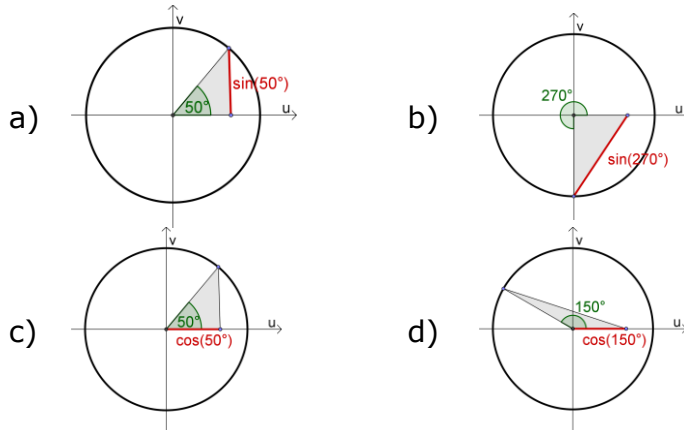 a)
v
sin(50°)
50°
u
b)
v
270°
u
sin(270°)
c)
v
50°
u
cos(50°)
d)
v
150°
u
cos(150°)